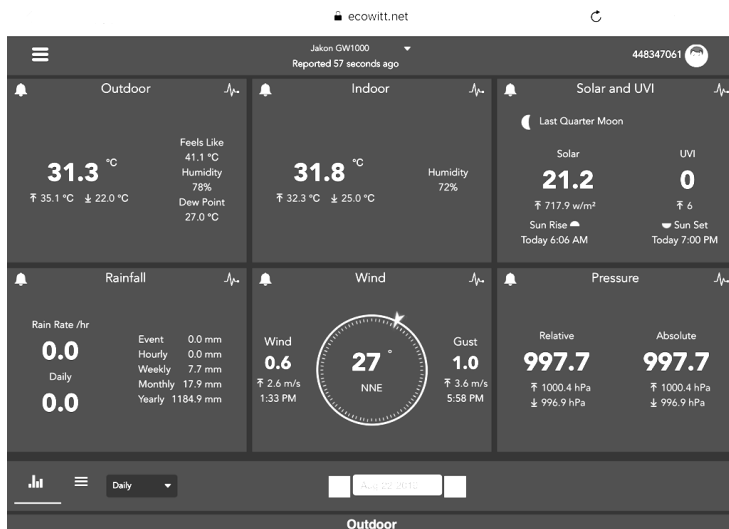 ecowitt.net
Jakon GW1000
Reported 57 seconds ago
448347061
Outdoor
31.3 °C
35.1 °C 22.0 °C
Feels Like
41.1 °C
Humidity
78%
Dew Point
27.0 °C
Indoor
31.8 °C
32.3 °C 25.0 °C
Humidity
72%
Solar and UVI
Last Quarter Moon
Solar
21.2
717.9 w/m²
Sun Rise
Today 6:06 AM
UVI
0
6
Sun Set
Today 7:00 PM
Rainfall
Rain Rate /hr
0.0
Daily
0.0
Event 0.0 mm
Hourly 0.0 mm
Weekly 7.7 mm
Monthly 17.9 mm
Yearly 1184.9 mm
Wind
Wind
0.6
2.6 m/s
1:33 PM
27 °
NNE
Gust
1.0
3.6 m/s
5:58 PM
Pressure
Relative
997.7
1000.4 hPa
996.9 hPa
Absolute
997.7
1000.4 hPa
996.9 hPa
Daily
Outdoor